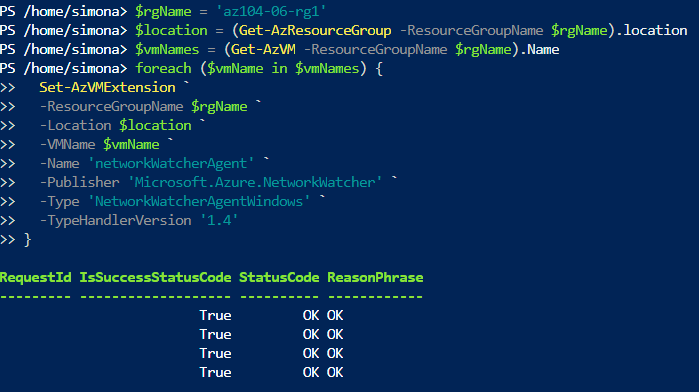 PS /home/simona> $rgName = 'az104-06-rg1'
PS /home/simona> $location = (Get-AzResourceGroup -ResourceGroupName $rgName).location
PS /home/simona> $vmNames = (Get-AzVM -ResourceGroupName $rgName).Name
PS /home/simona> foreach ($vmName in $vmNames) {
>>   Set-AzVMExtension `
>>   -ResourceGroupName $rgName `
>>   -Location $location `
>>   -VMName $vmName `
>>   -Name 'networkWatcherAgent' `
>>   -Publisher 'Microsoft.Azure.NetworkWatcher' `
>>   -Type 'NetworkWatcherAgentWindows' `
>>   -TypeHandlerVersion '1.4'
>> }
RequestId IsSuccessStatusCode StatusCode ReasonPhrase
--------- ------------------- ---------- ------------
                         True         OK OK
                         True         OK OK
                         True         OK OK
                         True         OK OK